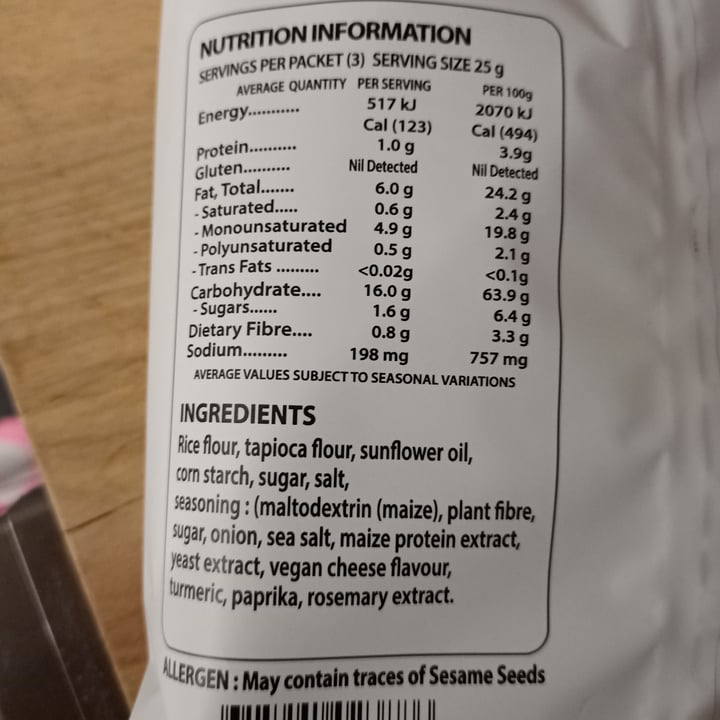 NUTRITION INFORMATION
SERVINGS PER PACKET (3) SERVING SIZE 25 g
AVERAGE QUANTITY PER SERVING PER 100g
Energy........... 517 kJ 2070 kJ
Cal (123) Cal (494)
Protein.......... 1.0 g 3.9g
Gluten.......... Nil Detected Nil Detected
Fat, Total....... 6.0 g 24.2 g
- Saturated..... 0.6 g 2.4 g
- Monounsaturated 4.9 g 19.8 g
- Polyunsaturated 0.5 g 2.1 g
- Trans Fats ......... <0.02g <0.1g
Carbohydrate.... 16.0 g 63.9 g
- Sugars...... 1.6 g 6.4 g
Dietary Fibre.... 0.8 g 3.3 g
Sodium......... 198 mg 757 mg
AVERAGE VALUES SUBJECT TO SEASONAL VARIATIONS
INGREDIENTS
Rice flour, tapioca flour, sunflower oil,
corn starch, sugar, salt,
seasoning : (maltodextrin (maize), plant fibre,
sugar, onion, sea salt, maize protein extract,
yeast extract, vegan cheese flavour,
turmeric, paprika, rosemary extract.
ALLERGEN : May contain traces of Sesame Seeds